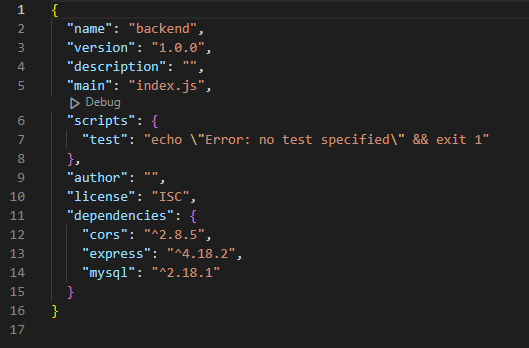 1 {
2 "name": "backend",
3 "version": "1.0.0",
4 "description": "",
5 "main": "index.js",
Debug
6 "scripts": {
7 "test": "echo \"Error: no test specified\" && exit 1"
8 },
9 "author": "",
10 "license": "ISC",
11 "dependencies": {
12 "cors": "^2.8.5",
13 "express": "^4.18.2",
14 "mysql": "^2.18.1"
15 }
16 }
17